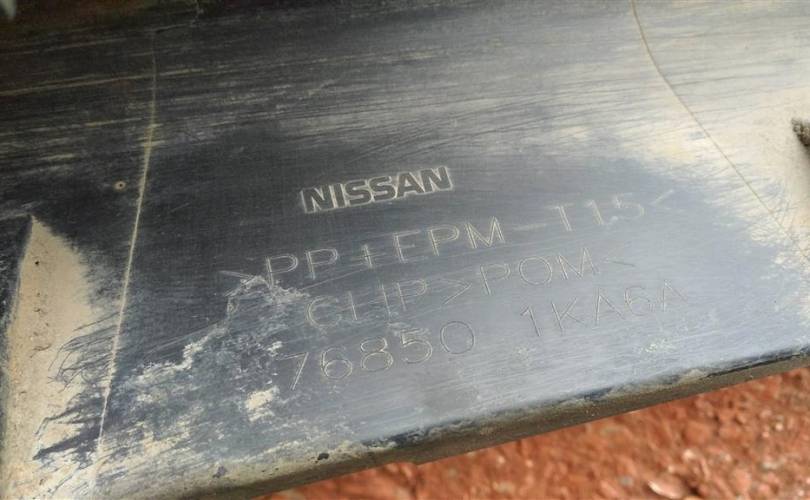 NISSAN
>PP+EPM-T15<
CLIP>POM<
76850 1KA6A